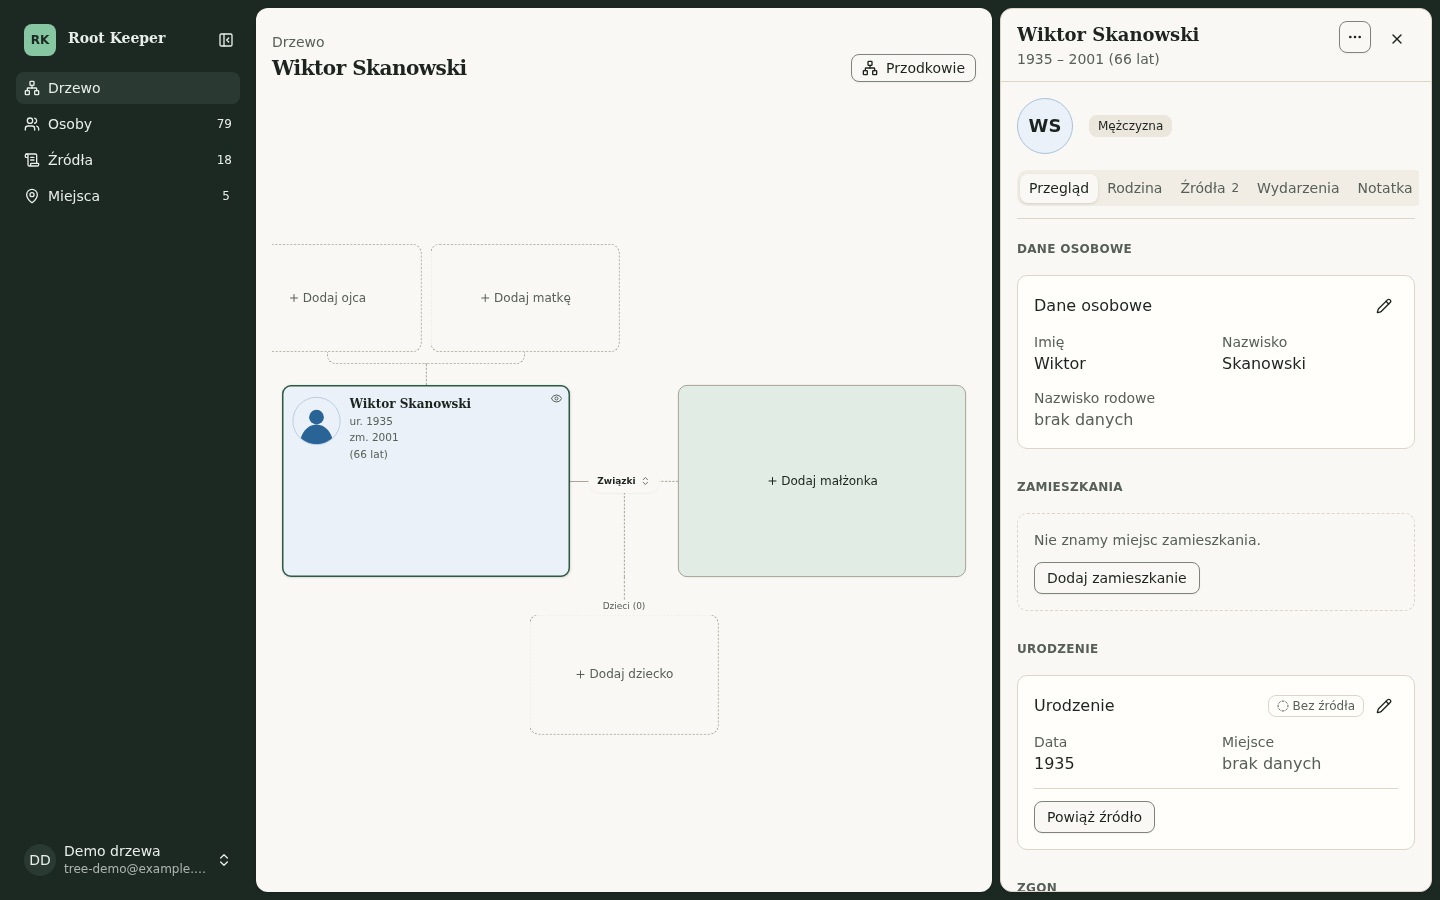 RK Root Keeper
Drzewo
Osoby 79
Źródła 18
Miejsca 5
DD Demo drzewa
tree-demo@example....
Drzewo
Wiktor Skanowski
Przodkowie
+ Dodaj ojca
+ Dodaj matkę
Wiktor Skanowski
ur. 1935
zm. 2001
(66 lat)
Związki
+ Dodaj małżonka
Dzieci (0)
+ Dodaj dziecko
Wiktor Skanowski
1935 – 2001 (66 lat)
WS Mężczyzna
Przegląd Rodzina Źródła 2 Wydarzenia Notatka
DANE OSOBOWE
Dane osobowe
Imię Nazwisko
Wiktor Skanowski
Nazwisko rodowe
brak danych
ZAMIESZKANIA
Nie znamy miejsc zamieszkania.
Dodaj zamieszkanie
URODZENIE
Urodzenie Bez źródła
Data Miejsce
1935 brak danych
Powiąż źródło
ZGON